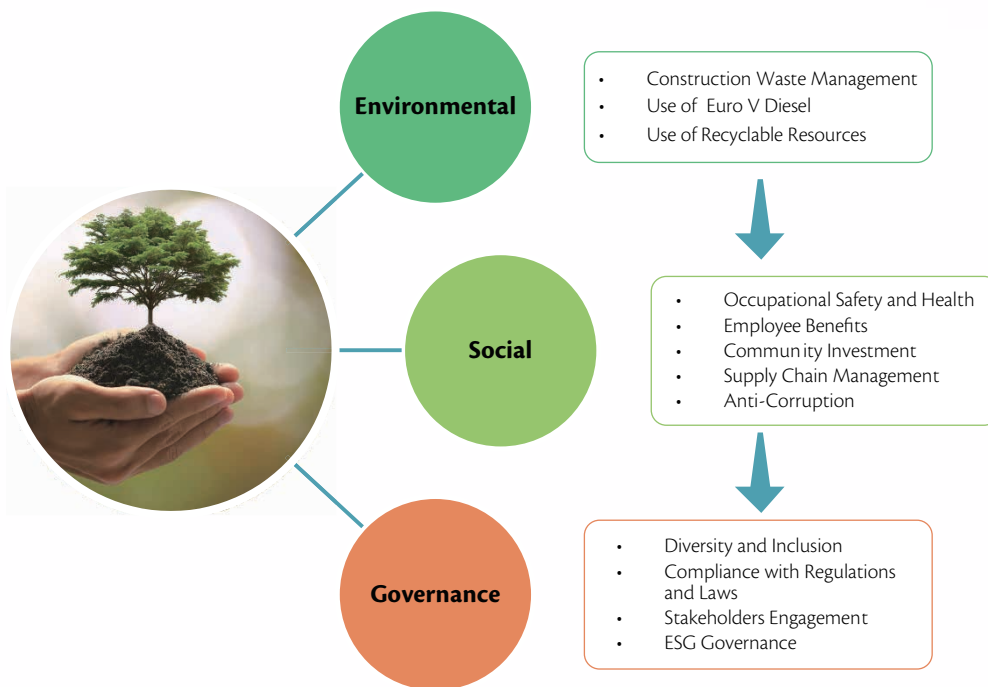 Environmental
• Construction Waste Management
• Use of Euro V Diesel
• Use of Recyclable Resources
Social
• Occupational Safety and Health
• Employee Benefits
• Community Investment
• Supply Chain Management
• Anti-Corruption
Governance
• Diversity and Inclusion
• Compliance with Regulations
and Laws
• Stakeholders Engagement
• ESG Governance